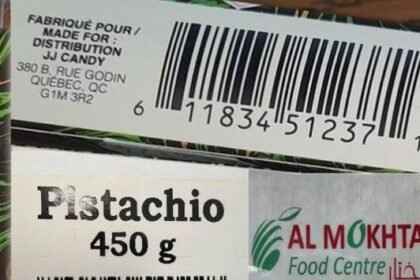 FABRIQUÉ POUR /
MADE FOR :
DISTRIBUTION
JJ CANDY
380 B, RUE GODIN
QUÉBEC, QC
G1M 3R2
6 11834 51237 1
Pistachio
450 g
AL MOKHTA
Food Centre